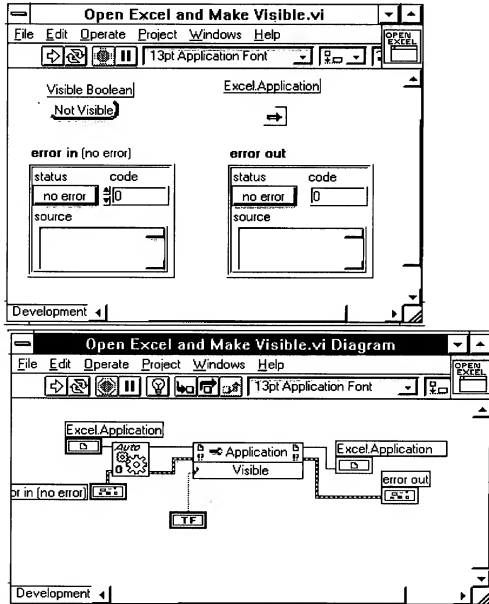 Open Excel and Make Visible.vi
File Edit Operate Project Windows Help
OPEN EXCEL
13pt Application Font
Visible Boolean
Not Visible
Excel.Application
error in (no error)
status code
no error 0
source
error out
status code
no error 0
source
Development
Open Excel and Make Visible.vi Diagram
File Edit Operate Project Windows Help
OPEN EXCEL
13pt Application Font
Excel.Application
Auto
Application
Visible
Excel.Application
or in (no error)
error out
TF
Development